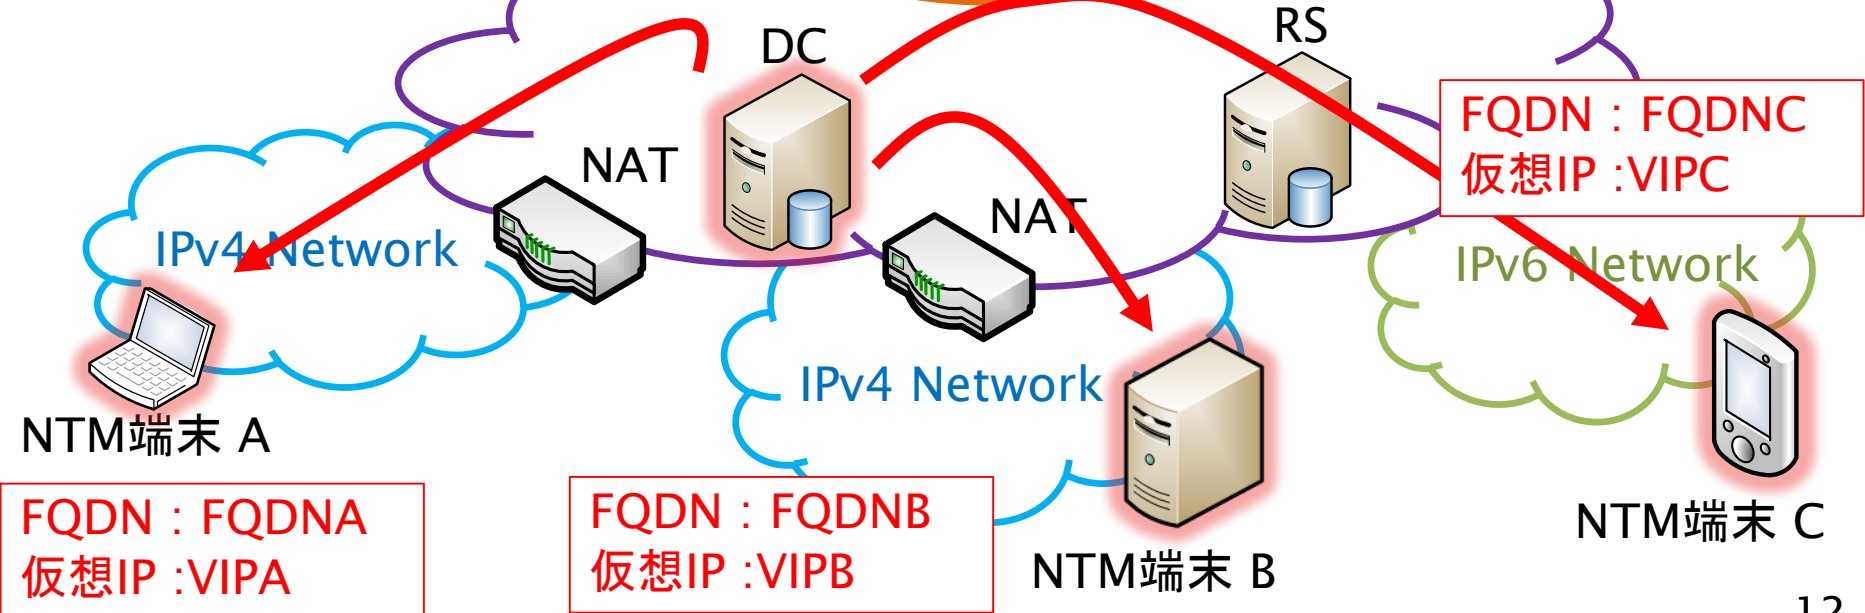 DC
RS
FQDN : FQDNC
仮想IP :VIPC
NAT
NAT
IPv4 Network
IPv6 Network
IPv4 Network
NTM端末 A
FQDN : FQDNA
仮想IP :VIPA
FQDN : FQDNB
仮想IP :VIPB
NTM端末 B
NTM端末 C
12